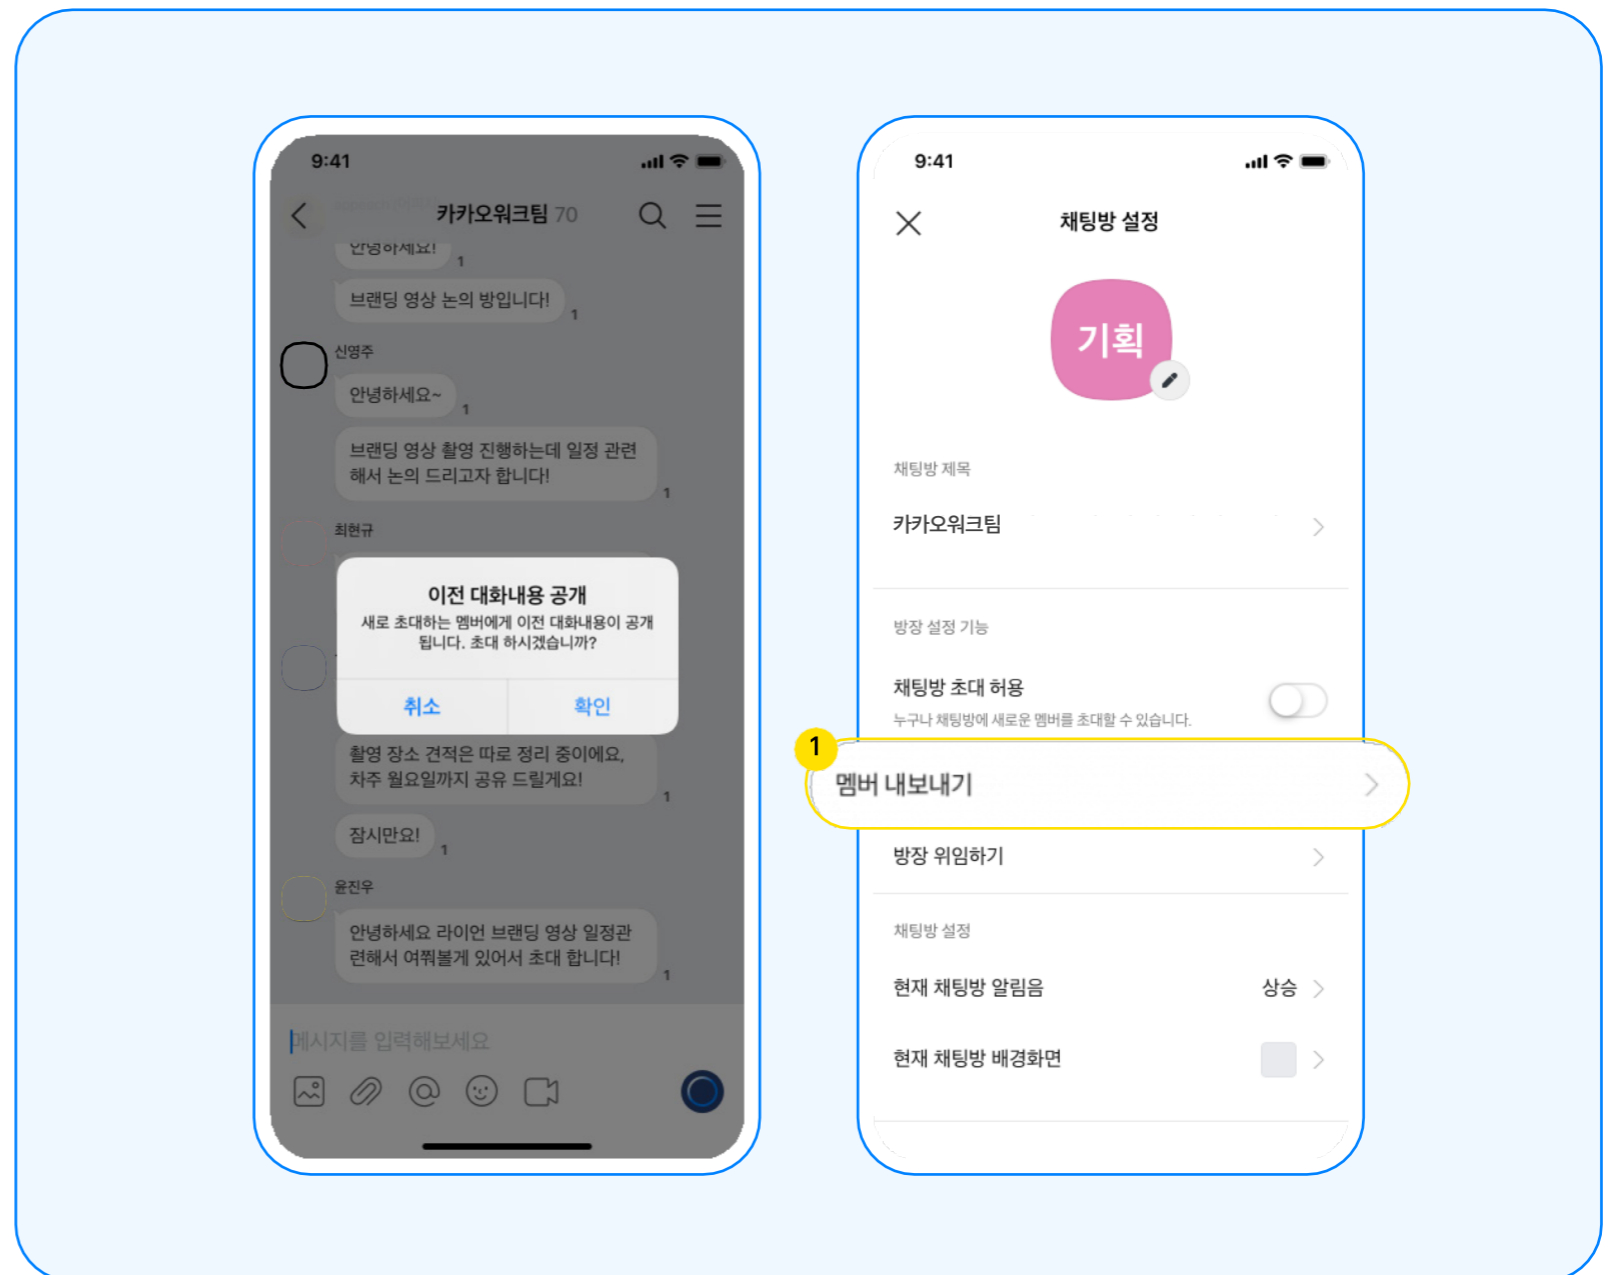 9:41
카카오워크팀 70
안녕하세요!
1
브랜딩 영상 논의 방입니다!
1
신영주
안녕하세요~
1
브랜딩 영상 촬영 진행하는데 일정 관련
해서 논의 드리고자 합니다!
1
최현규
이전 대화내용 공개
새로 초대하는 멤버에게 이전 대화내용이 공개
됩니다. 초대 하시겠습니까?
취소
확인
촬영 장소 견적은 따로 정리 중이에요,
차주 월요일까지 공유 드릴게요!
1
잠시만요!
1
윤진우
안녕하세요 라이언 브랜딩 영상 일정관
련해서 여쭤볼게 있어서 초대 합니다!
1
메시지를 입력해보세요
9:41
채팅방 설정
기획
채팅방 제목
카카오워크팀
방장 설정 기능
채팅방 초대 허용
누구나 채팅방에 새로운 멤버를 초대할 수 있습니다.
1
멤버 내보내기
방장 위임하기
채팅방 설정
현재 채팅방 알림음
상승
현재 채팅방 배경화면